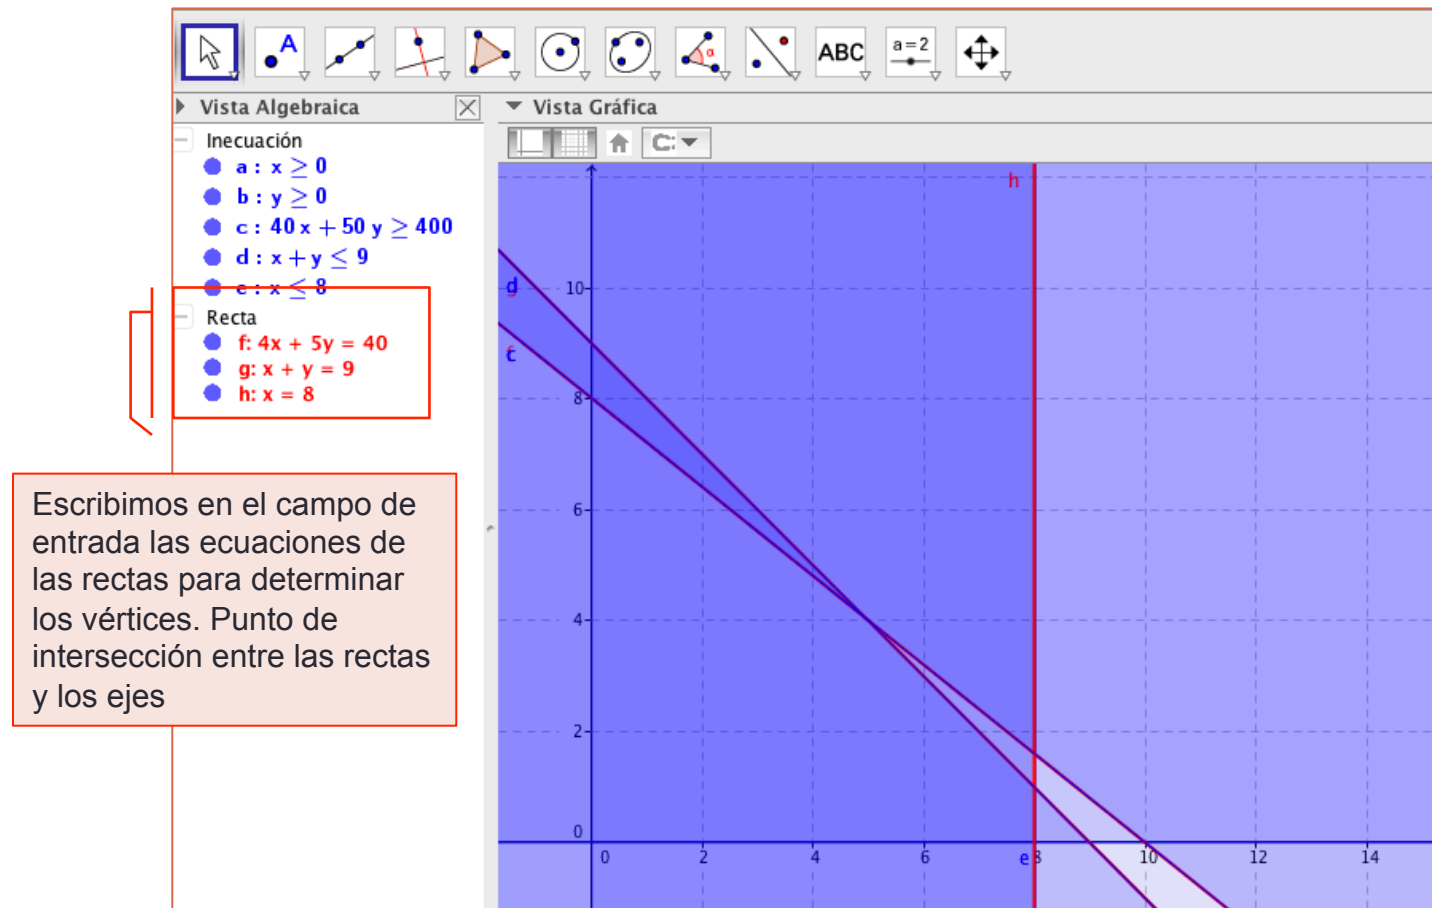 A
α
ABC
a=2
Vista Algebraica
Vista Gráfica
Inecuación
a : x ≥ 0
b : y ≥ 0
c : 40 x + 50 y ≥ 400
d : x + y ≤ 9
e : x ≤ 8
Recta
f: 4x + 5y = 40
g: x + y = 9
h: x = 8
Escribimos en el campo de
entrada las ecuaciones de
las rectas para determinar
los vértices. Punto de
intersección entre las rectas
y los ejes
h
d
10
c
8
6
4
2
0
0 2 4 6 e 8 10 12 14